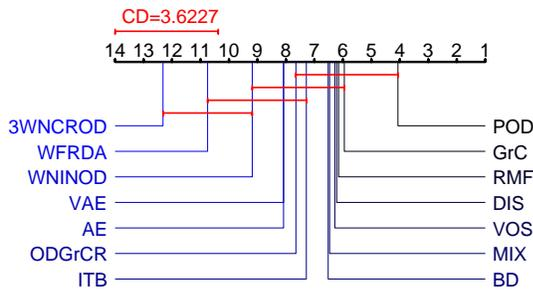 CD=3.6227
14 13 12 11 10 9 8 7 6 5 4 3 2 1
3WNCROD POD
WFRDA GrC
WNINOD RMF
VAE DIS
AE VOS
ODGrCR MIX
ITB BD